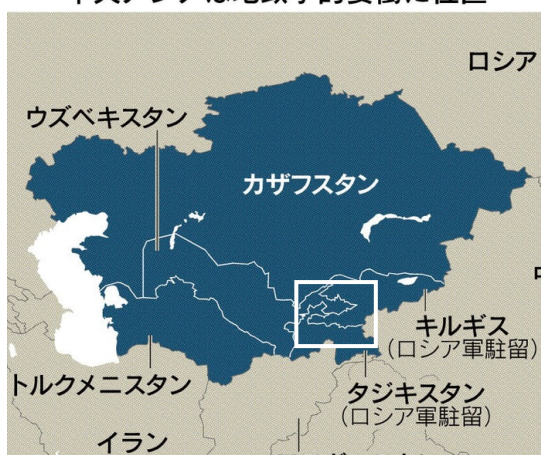 ロシア
ウズベキスタン
カザフスタン
キルギス
(ロシア軍駐留)
トルクメニスタン
タジキスタン
(ロシア軍駐留)
イラン